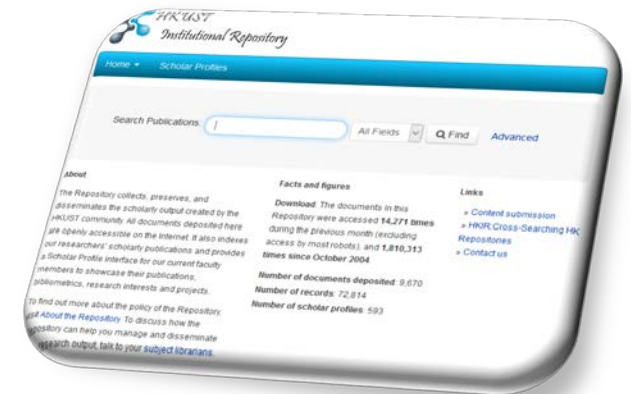 HKUST
Institutional Repository
Home Scholar Profiles
Search Publications: All Fields Find Advanced
About
The Repository collects, preserves, and
disseminates the scholarly output created by the
HKUST community. All documents deposited here
are openly accessible on the Internet. It also indexes
our researchers' scholarly publications and provides
a Scholar Profile interface for our current faculty
members to showcase their publications,
bibliometrics, research interests and projects.
To find out more about the policy of the Repository,
visit About the Repository. To discuss how the
repository can help you manage and disseminate
research output, talk to your subject librarians.
Facts and figures
Download: The documents in this
Repository were accessed 14,271 times
during the previous month (excluding
access by most robots), and 1,810,313
times since October 2004.
Number of documents deposited: 9,670
Number of records: 72,814
Number of scholar profiles: 593
Links
» Content submission
» HKIR:Cross-Searching HK
Repositories
» Contact us